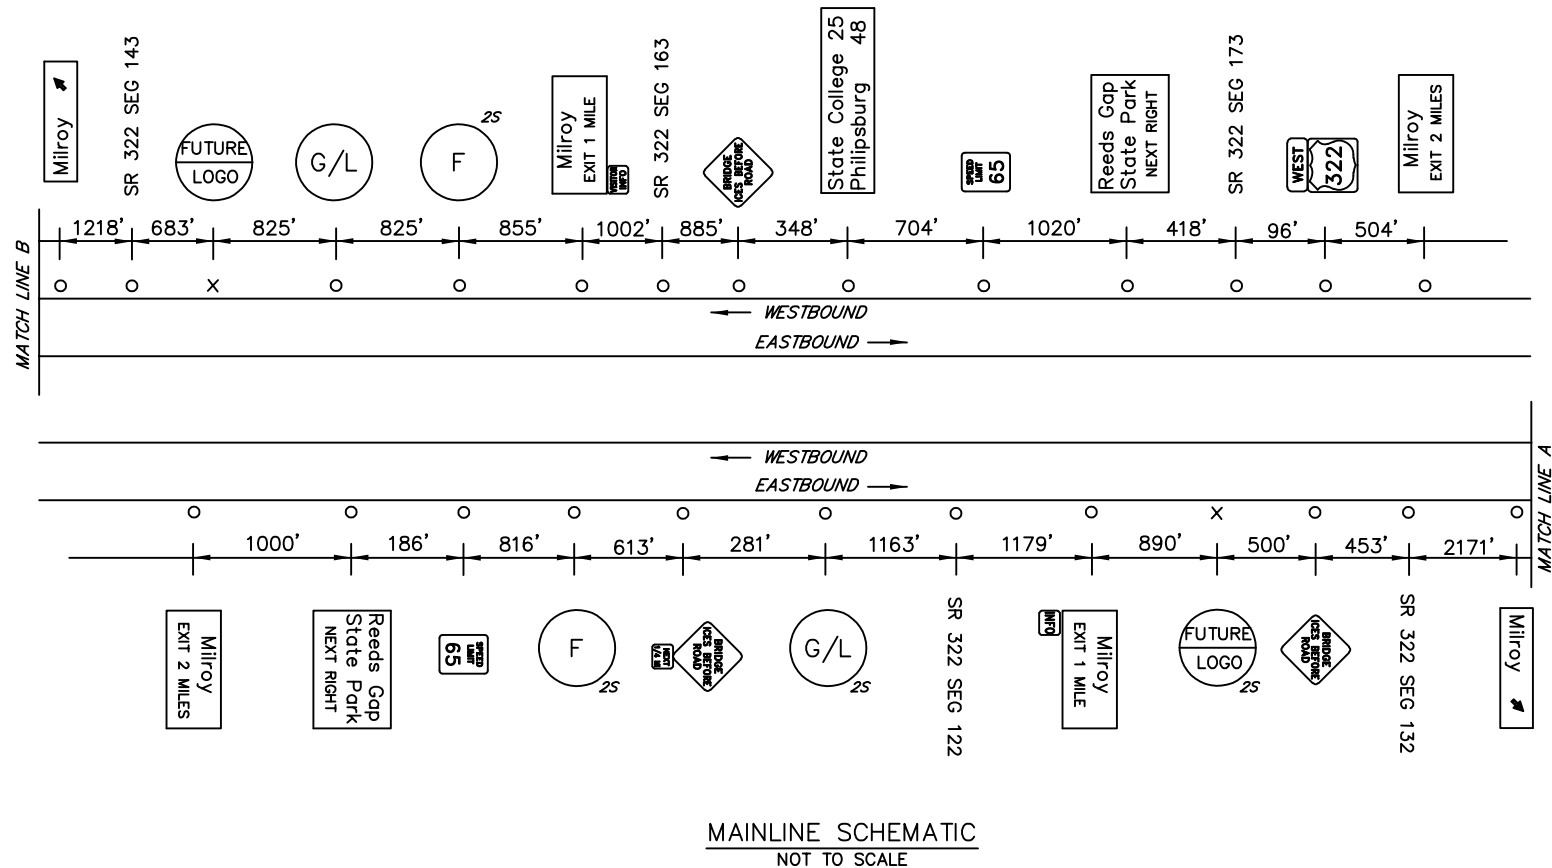 Milroy
SR 322 SEG 143
FUTURE
LOGO
G/L
F
2S
Milroy
EXIT 1 MILE
VISITOR
INFO
SR 322 SEG 163
BRIDGE
ICES BEFORE
ROAD
State College 25
Philipsburg 48
SPEED
LIMIT
65
Reeds Gap
State Park
NEXT RIGHT
SR 322 SEG 173
WEST
322
Milroy
EXIT 2 MILES
1218' 683' 825' 825' 855' 1002' 885' 348' 704' 1020' 418' 96' 504'
MATCH LINE B
X
WESTBOUND
EASTBOUND
WESTBOUND
EASTBOUND
MATCH LINE A
X
1000' 186' 816' 613' 281' 1163' 1179' 890' 500' 453' 2171'
Milroy
EXIT 2 MILES
Reeds Gap
State Park
NEXT RIGHT
SPEED
LIMIT
65
F
2S
NEXT
1/4 MI
BRIDGE
ICES BEFORE
ROAD
G/L
2S
SR 322 SEG 122
INFO
Milroy
EXIT 1 MILE
FUTURE
LOGO
2S
BRIDGE
ICES BEFORE
ROAD
SR 322 SEG 132
Milroy
MAINLINE SCHEMATIC
NOT TO SCALE